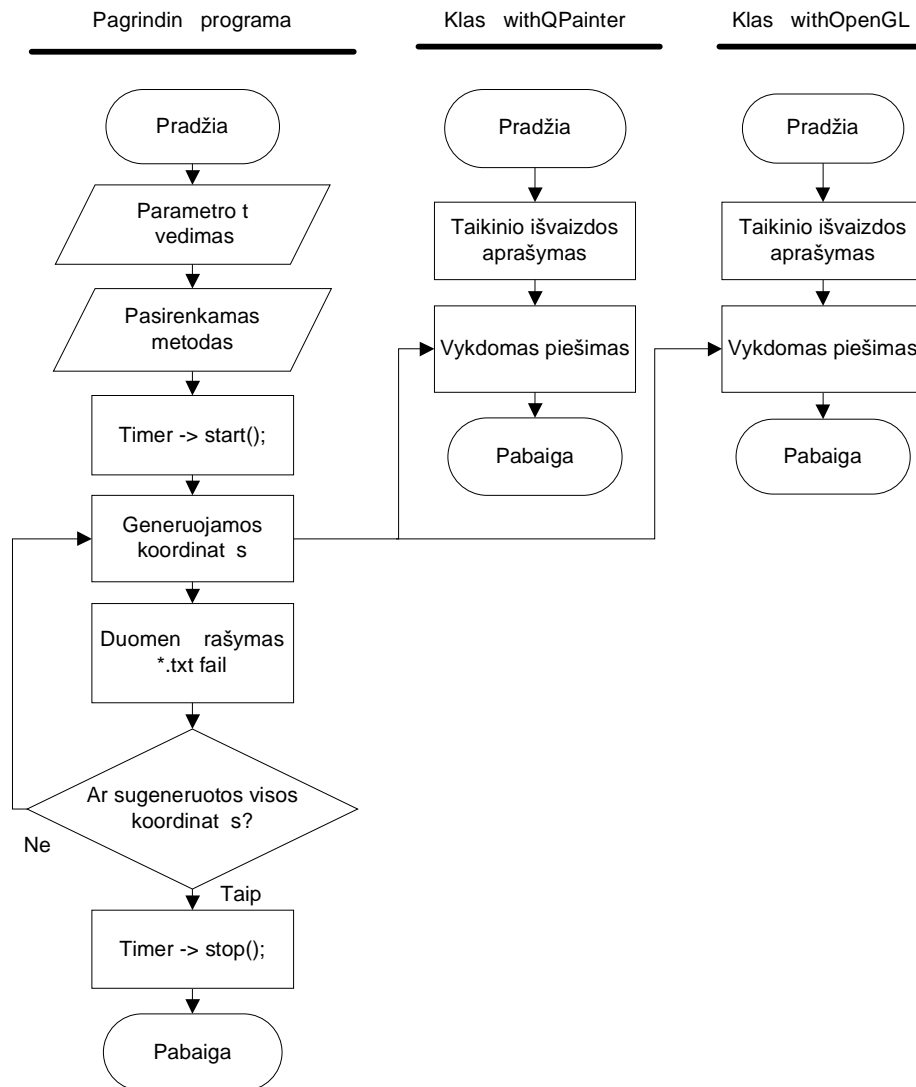 Pagrindin programa
Pradžia
Parametro t
vedimas
Pasirenkamas
metodas
Timer -> start();
Generuojamos
koordinat s
Duomen rašymas
*.txt fail
Ar sugeneruotos visos
koordinat s?
Ne
Taip
Timer -> stop();
Pabaiga
Klas withQPainter
Pradžia
Taikinio išvaizdos
aprašymas
Vykdomas piešimas
Pabaiga
Klas withOpenGL
Pradžia
Taikinio išvaizdos
aprašymas
Vykdomas piešimas
Pabaiga